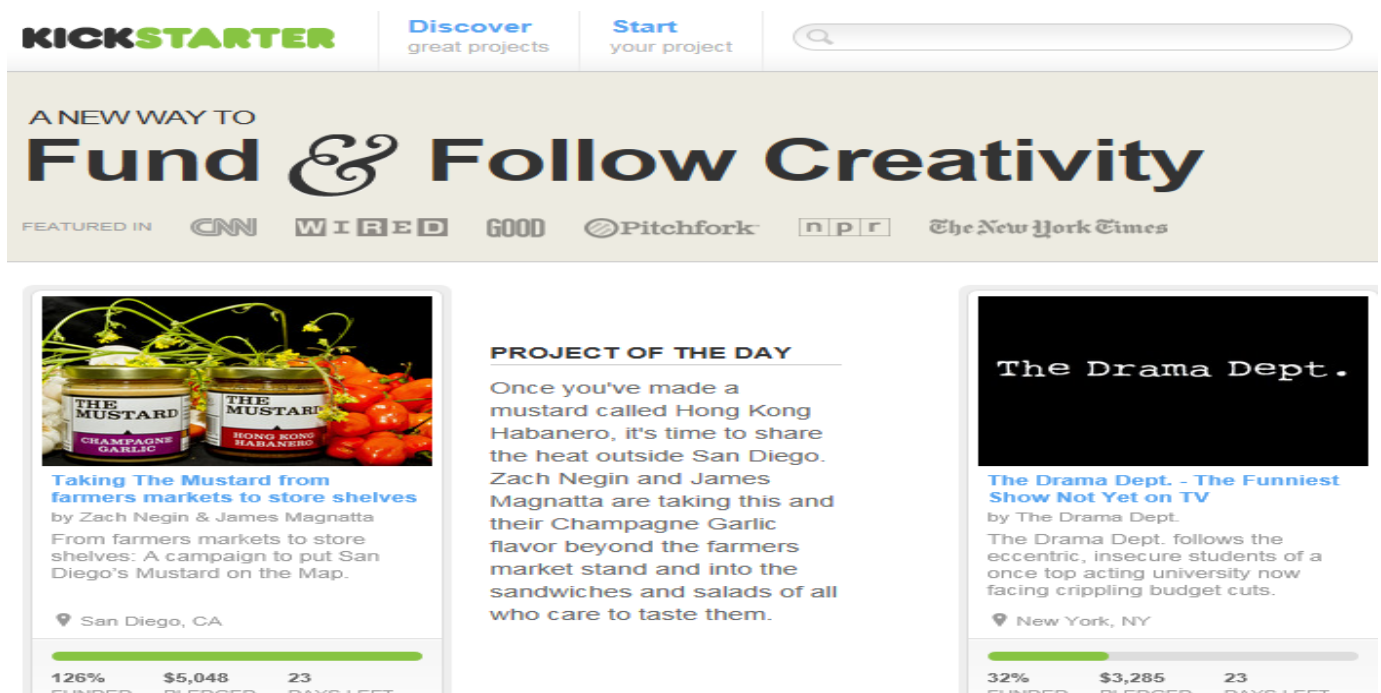 KICKSTARTER
Discover
great projects
Start
your project
A NEW WAY TO
Fund & Follow Creativity
FEATURED IN CNN WIRED GOOD Pitchfork npr The New York Times
THE
MUSTARD
CHAMPAGNE
GARLIC
THE
MUSTARD
HONG KONG
HABANERO
Taking The Mustard from
farmers markets to store shelves
by Zach Negin & James Magnatta
From farmers markets to store
shelves: A campaign to put San
Diego's Mustard on the Map.
San Diego, CA
126% $5,048 23
FUNDED PLEDGED DAYS LEFT
PROJECT OF THE DAY
Once you've made a
mustard called Hong Kong
Habanero, it's time to share
the heat outside San Diego.
Zach Negin and James
Magnatta are taking this and
their Champagne Garlic
flavor beyond the farmers
market stand and into the
sandwiches and salads of all
who care to taste them.
The Drama Dept.
The Drama Dept. - The Funniest
Show Not Yet on TV
by The Drama Dept.
The Drama Dept. follows the
eccentric, insecure students of a
once top acting university now
facing crippling budget cuts.
New York, NY
32% $3,285 23
FUNDED PLEDGED DAYS LEFT